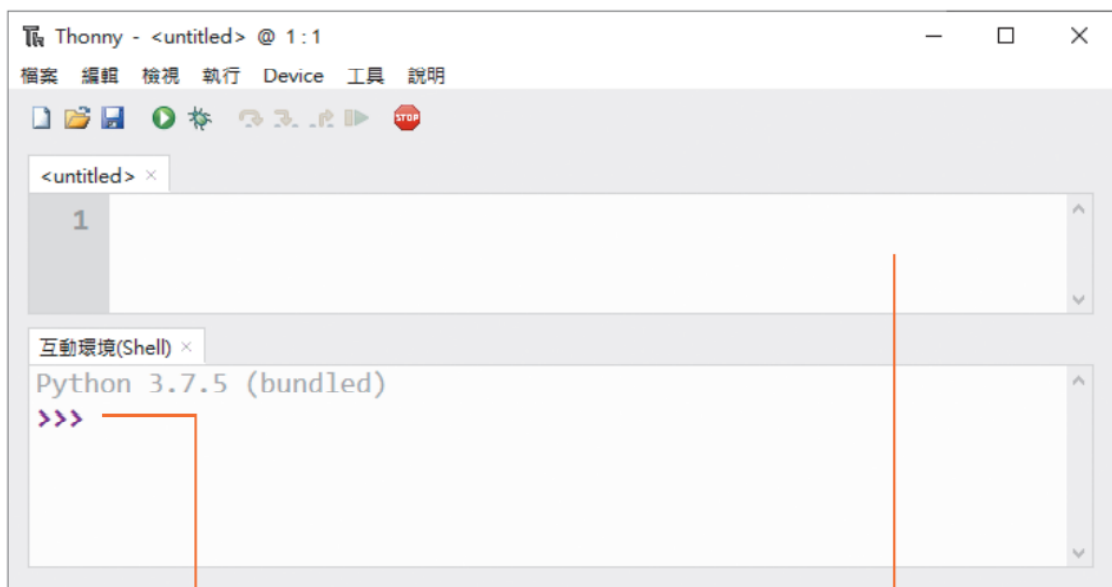 Thonny - <untitled> @ 1:1
檔案 編輯 檢視 執行 Device 工具 說明
STOP
<untitled> ×
1
互動環境(Shell) ×
Python 3.7.5 (bundled)
>>>